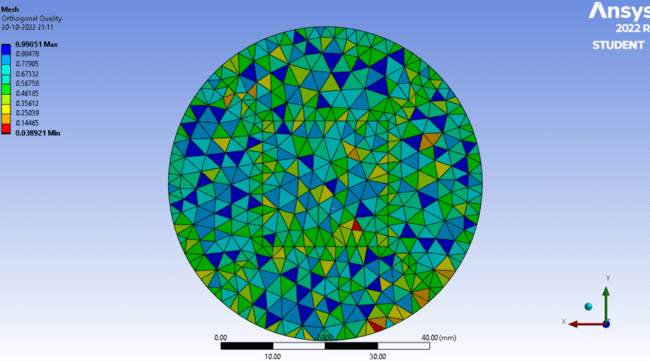 Mesh
Orthogonal Quality
20-10-2022 21:11
0.99051 Max
0.88478
0.77905
0.67332
0.56758
0.46185
0.35612
0.25039
0.14465
0.038921 Min
Ansys
2022 R
STUDENT
Y
X
0.00
40.00 (mm)
10.00
30.00